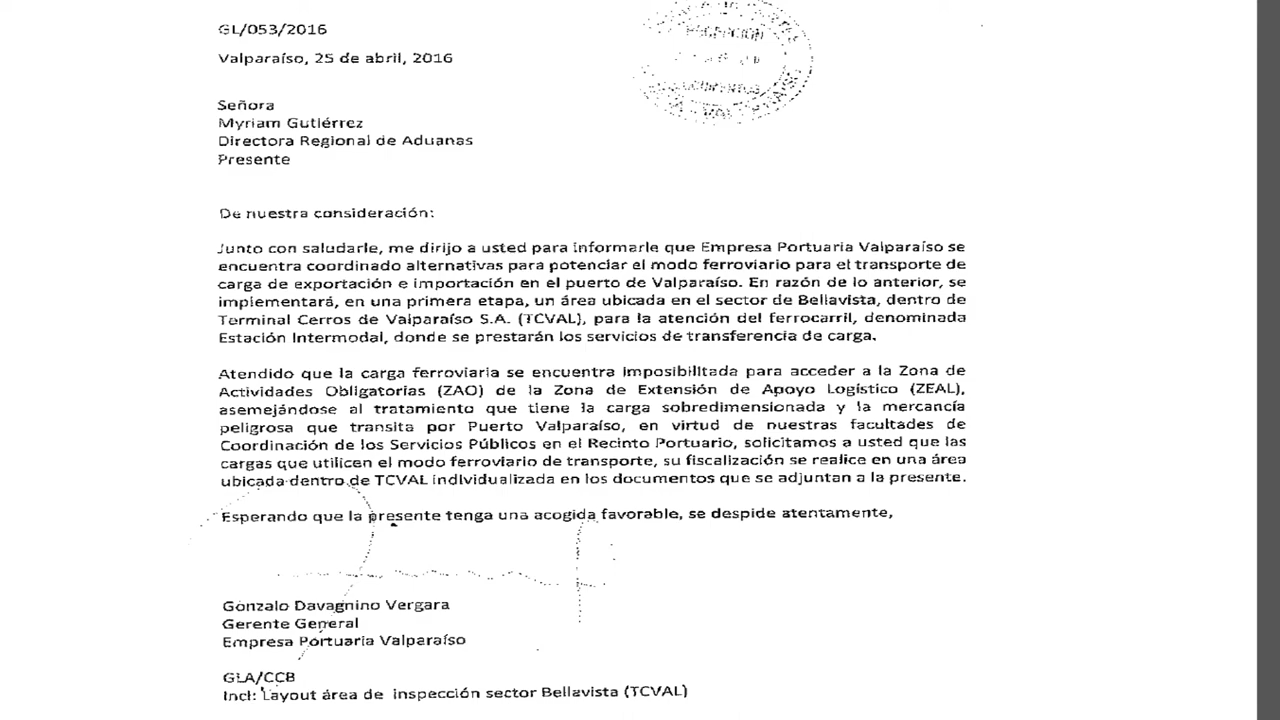 GL/053/2016
Valparaíso, 25 de abril, 2016
Señora
Myriam Gutiérrez
Directora Regional de Aduanas
Presente
De nuestra consideración:
Junto con saludarle, me dirijo a usted para informarle que Empresa Portuaria Valparaíso se
encuentra coordinado alternativas para potenciar el modo ferroviario para el transporte de
carga de exportación e importación en el puerto de Valparaíso. En razón de lo anterior, se
implementará, en una primera etapa, un área ubicada en el sector de Bellavista, dentro de
Terminal Cerros de Valparaíso S.A. (TCVAL), para la atención del ferrocarril, denominada
Estación Intermodal, donde se prestarán los servicios de transferencia de carga.
Atendido que la carga ferroviaria se encuentra imposibilitada para acceder a la Zona de
Actividades Obligatorias (ZAO) de la Zona de Extensión de Apoyo Logístico (ZEAL),
asemejándose al tratamiento que tiene la carga sobredimensionada y la mercancía
peligrosa que transita por Puerto Valparaíso, en virtud de nuestras facultades de
Coordinación de los Servicios Públicos en el Recinto Portuario, solicitamos a usted que las
cargas que utilicen el modo ferroviario de transporte, su fiscalización se realice en una área
ubicada dentro de TCVAL individualizada en los documentos que se adjuntan a la presente.
Esperando que la presente tenga una acogida favorable, se despide atentamente,
Gonzalo Davagnino Vergara
Gerente General
Empresa Portuaria Valparaíso
GLA/CCB
Incl: Layout área de inspección sector Bellavista (TCVAL)